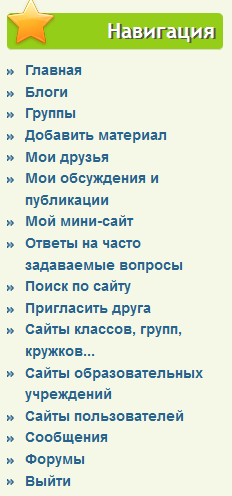 Навигация
» Главная
» Блоги
» Группы
» Добавить материал
» Мои друзья
» Мои обсуждения и
публикации
» Мой мини-сайт
» Ответы на часто
задаваемые вопросы
» Поиск по сайту
» Пригласить друга
» Сайты классов, групп,
кружков...
» Сайты образовательных
учреждений
» Сайты пользователей
» Сообщения
» Форумы
» Выйти